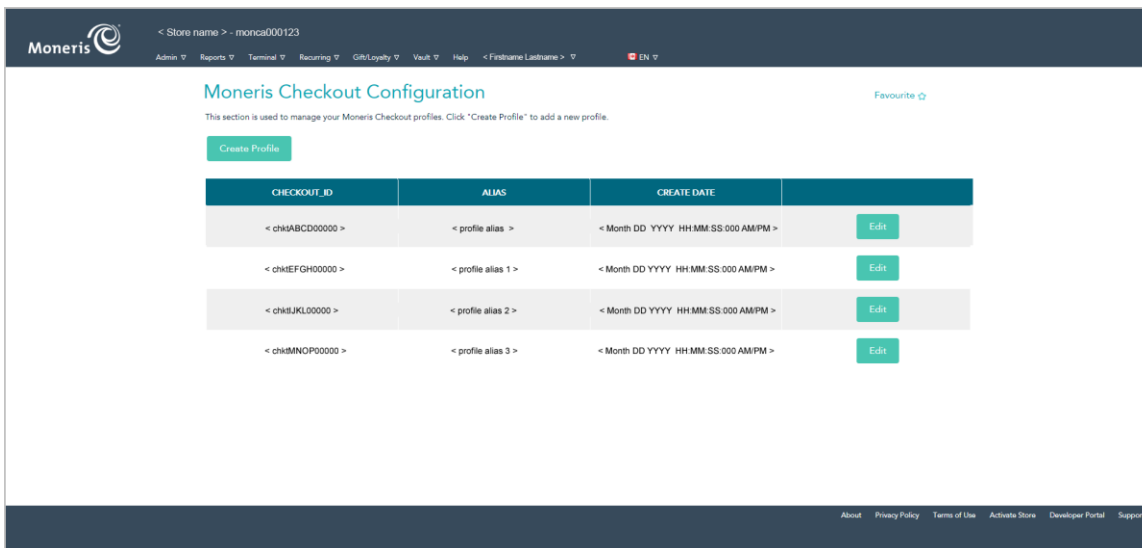 < Store name > - monca000123
Moneris
Admin ▽ Reports ▽ Terminal ▽ Recurring ▽ Gift/Loyalty ▽ Vault ▽ Help < Firstname Lastname > ▽ EN ▽
Moneris Checkout Configuration
Favourite ☆
This section is used to manage your Moneris Checkout profiles. Click "Create Profile" to add a new profile.
Create Profile
CHECKOUT_ID ALIAS CREATE DATE
< chktABCD00000 > < profile alias > < Month DD YYYY HH:MM:SS:000 AM/PM > Edit
< chktEFGH00000 > < profile alias 1 > < Month DD YYYY HH:MM:SS:000 AM/PM > Edit
< chktIJKL00000 > < profile alias 2 > < Month DD YYYY HH:MM:SS:000 AM/PM > Edit
< chktMNOP00000 > < profile alias 3 > < Month DD YYYY HH:MM:SS:000 AM/PM > Edit
About Privacy Policy Terms of Use Activate Store Developer Portal Suppor